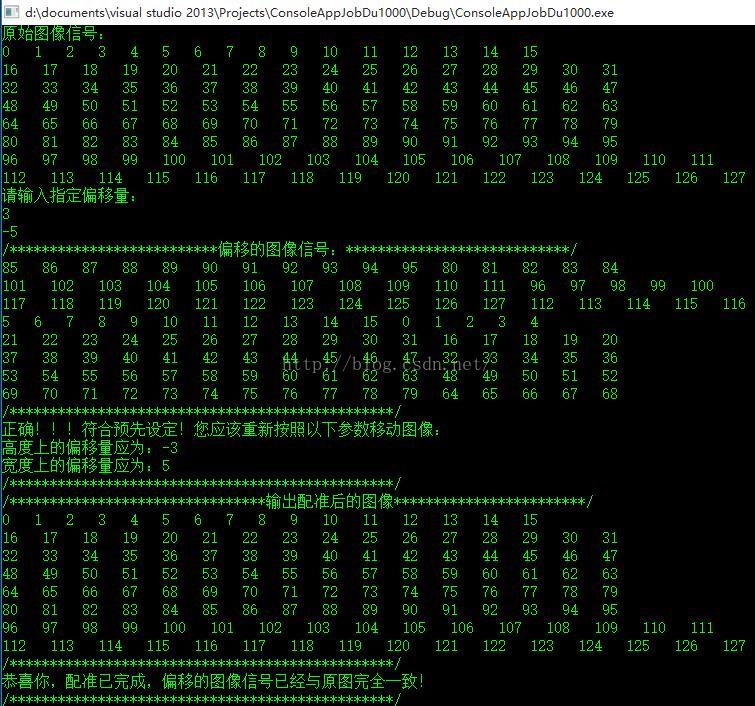 d:\documents\visual studio 2013\Projects\ConsoleAppJobDu1000\Debug\ConsoleAppJobDu1000.exe
原始图像信号:
0 1 2 3 4 5 6 7 8 9 10 11 12 13 14 15
16 17 18 19 20 21 22 23 24 25 26 27 28 29 30 31
32 33 34 35 36 37 38 39 40 41 42 43 44 45 46 47
48 49 50 51 52 53 54 55 56 57 58 59 60 61 62 63
64 65 66 67 68 69 70 71 72 73 74 75 76 77 78 79
80 81 82 83 84 85 86 87 88 89 90 91 92 93 94 95
96 97 98 99 100 101 102 103 104 105 106 107 108 109 110 111
112 113 114 115 116 117 118 119 120 121 122 123 124 125 126 127
请输入指定偏移量:
3
-5
/**************************偏移的图像信号: ****************************/
85 86 87 88 89 90 91 92 93 94 95 80 81 82 83 84
101 102 103 104 105 106 107 108 109 110 111 96 97 98 99 100
117 118 119 120 121 122 123 124 125 126 127 112 113 114 115 116
5 6 7 8 9 10 11 12 13 14 15 0 1 2 3 4
21 22 23 24 25 26 27 28 29 30 31 16 17 18 19 20
37 38 39 40 41 42 43 44 45 46 47 32 33 34 35 36
http://blog.csdn.net/
53 54 55 56 57 58 59 60 61 62 63 48 49 50 51 52
69 70 71 72 73 74 75 76 77 78 79 64 65 66 67 68
/************************************************/
正确!!!符合预先设定!您应该重新按照以下参数移动图像:
高度上的偏移量应为: -3
宽度上的偏移量应为: 5
/************************************************/
/********************************输出配准后的图像************************/
0 1 2 3 4 5 6 7 8 9 10 11 12 13 14 15
16 17 18 19 20 21 22 23 24 25 26 27 28 29 30 31
32 33 34 35 36 37 38 39 40 41 42 43 44 45 46 47
48 49 50 51 52 53 54 55 56 57 58 59 60 61 62 63
64 65 66 67 68 69 70 71 72 73 74 75 76 77 78 79
80 81 82 83 84 85 86 87 88 89 90 91 92 93 94 95
96 97 98 99 100 101 102 103 104 105 106 107 108 109 110 111
112 113 114 115 116 117 118 119 120 121 122 123 124 125 126 127
/************************************************/
恭喜你，配准已完成，偏移的图像信号已经与原图完全一致!
/************************************************/